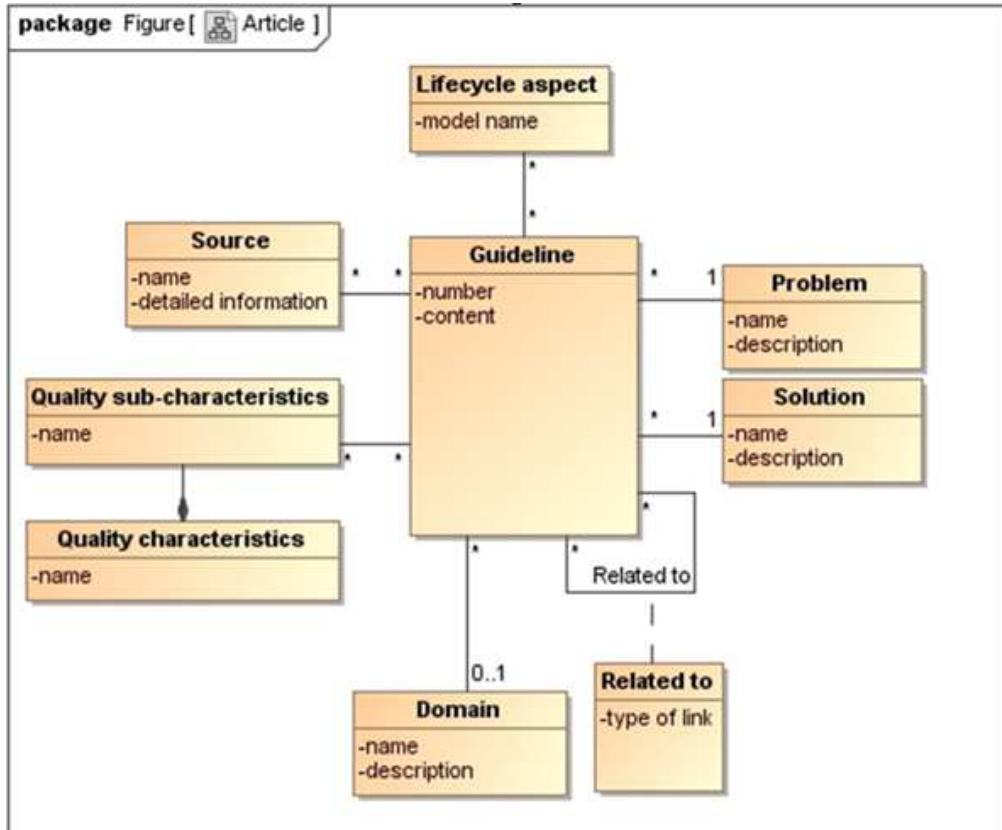 package Figure [ Article ]
Lifecycle aspect
-model name
*
*
Source
-name
-detailed information
* *
Guideline
-number
-content
* 1
Problem
-name
-description
Quality sub-characteristics
-name
* *
* 1
Solution
-name
-description
Quality characteristics
-name
*
*
Related to
*
0..1
Domain
-name
-description
Related to
-type of link